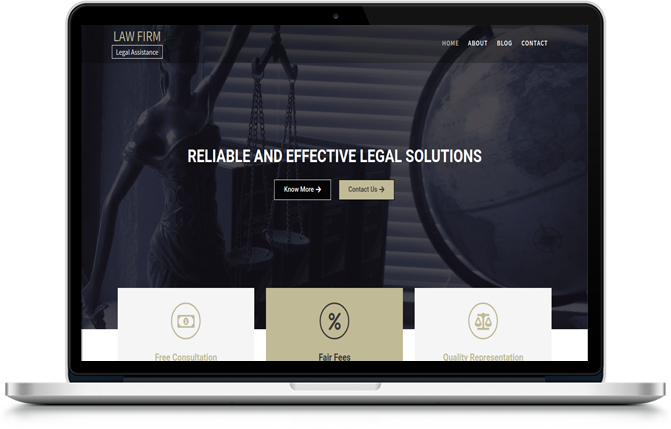 LAW FIRM
Legal Assistance
HOME ABOUT BLOG CONTACT
RELIABLE AND EFFECTIVE LEGAL SOLUTIONS
Know More → Contact Us →
%
Free Consultation Fair Fees Quality Representation